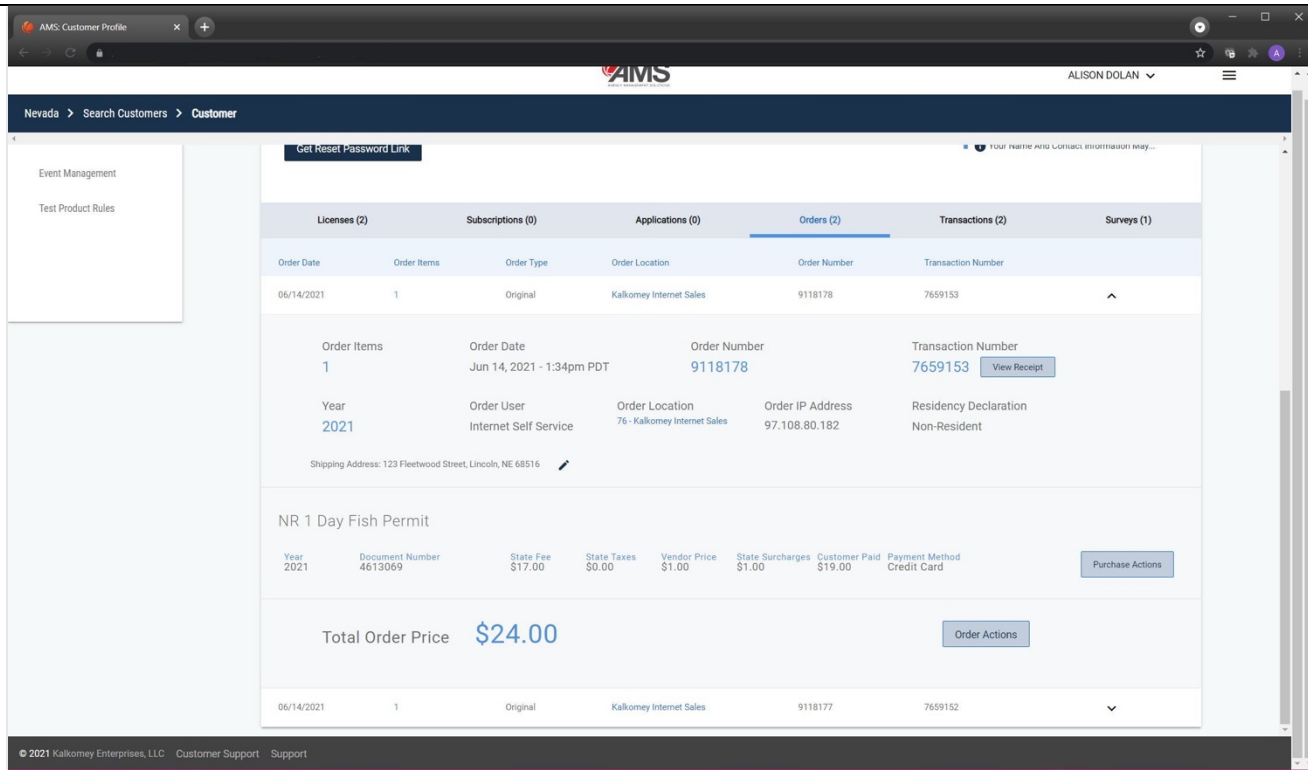 AMS: Customer Profile
A
AMS
ALISON DOLAN
Nevada > Search Customers > Customer
Get Reset Password Link
Your Name And Contact Information May...
Event Management
Test Product Rules
Licenses (2) Subscriptions (0) Applications (0) Orders (2) Transactions (2) Surveys (1)
Order Date Order Items Order Type Order Location Order Number Transaction Number
06/14/2021 1 Original Kalkomey Internet Sales 9118178 7659153
Order Items Order Date Order Number Transaction Number
1 Jun 14, 2021 - 1:34pm PDT 9118178 7659153 View Receipt
Year Order User Order Location Order IP Address Residency Declaration
2021 Internet Self Service 76 - Kalkomey Internet Sales 97.108.80.182 Non-Resident
Shipping Address: 123 Fleetwood Street, Lincoln, NE 68516
NR 1 Day Fish Permit
Year Document Number State Fee State Taxes Vendor Price State Surcharges Customer Paid Payment Method
2021 4613069 $17.00 $0.00 $1.00 $1.00 $19.00 Credit Card Purchase Actions
Total Order Price $24.00 Order Actions
06/14/2021 1 Original Kalkomey Internet Sales 9118177 7659152
© 2021 Kalkomey Enterprises, LLC Customer Support Support